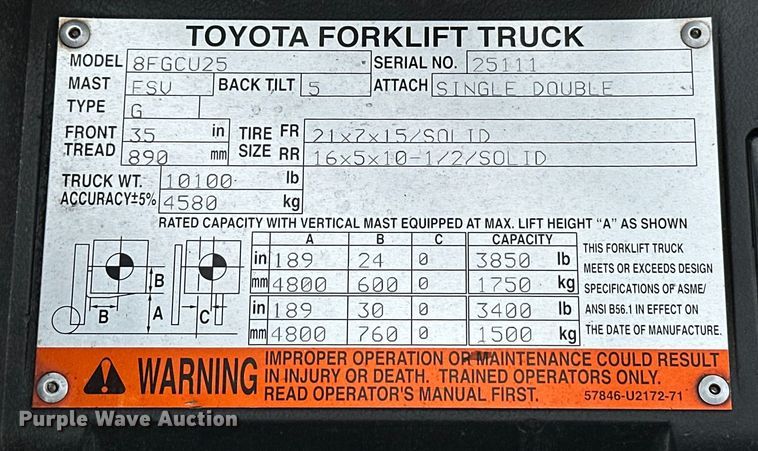 TOYOTA FORKLIFT TRUCK
MODEL 8FGCU25 SERIAL NO. 25111
MAST FSV BACK TILT 5 ATTACH SINGLE DOUBLE
TYPE G
FRONT TREAD 35 in TIRE SIZE FR 21x7x15/SOLID
890 mm RR 16x5x10-1/2/SOLID
TRUCK WT. 10100 lb
ACCURACY±5% 4580 kg
RATED CAPACITY WITH VERTICAL MAST EQUIPPED AT MAX. LIFT HEIGHT "A" AS SHOWN
A B C CAPACITY
in 189 24 0 3850 lb
mm 4800 600 0 1750 kg
in 189 30 0 3400 lb
mm 4800 760 0 1500 kg
B
B A
C
THIS FORKLIFT TRUCK
MEETS OR EXCEEDS DESIGN
SPECIFICATIONS OF ASME/
ANSI B56.1 IN EFFECT ON
THE DATE OF MANUFACTURE.
WARNING
IMPROPER OPERATION OR MAINTENANCE COULD RESULT
IN INJURY OR DEATH. TRAINED OPERATORS ONLY.
READ OPERATOR'S MANUAL FIRST.
57846-U2172-71
Purple Wave Auction